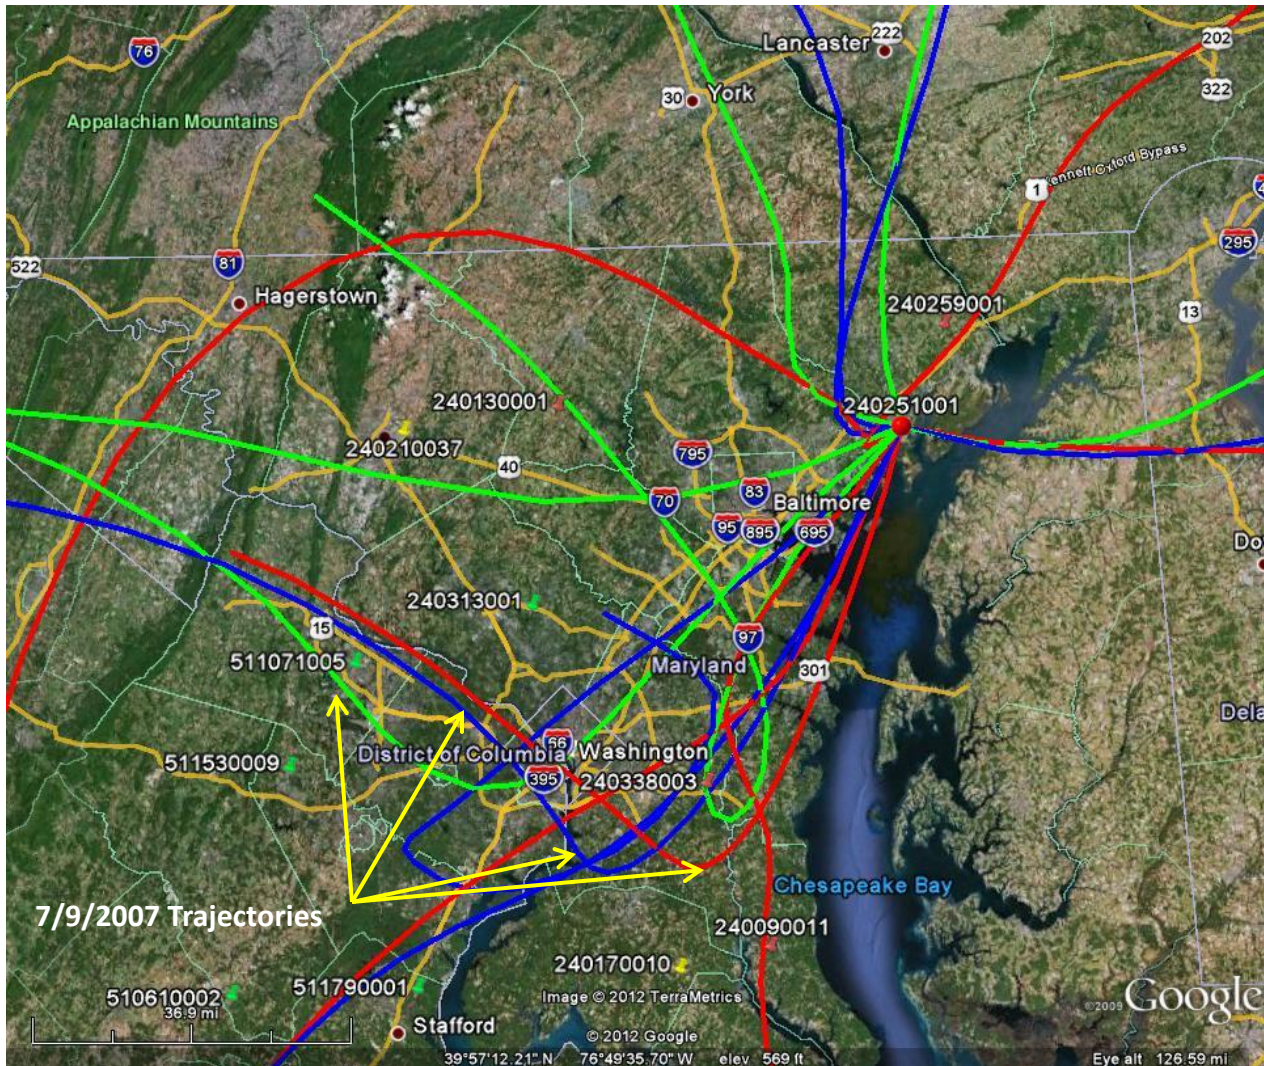 76
Lancaster
222
202
322
30
York
Appalachian Mountains
Kennett Oxford Bypass
1
522
81
295
Hagerstown
240259001
13
240130001
240251001
240210037
795
40
70
83
Baltimore
95
895
695
Do
240313001
15
97
511071005
Maryland
301
Dela
66
District of Columbia
Washington
511530009
395
240338003
7/9/2007 Trajectories
Chesapeake Bay
240090011
240170010
511790001
510610002
36.9 mi
Image © 2012 TerraMetrics
©2009 Google
Stafford
© 2012 Google
39°57'12.21" N 76°49'35.70" W elev 569 ft
Eye alt 126.59 mi